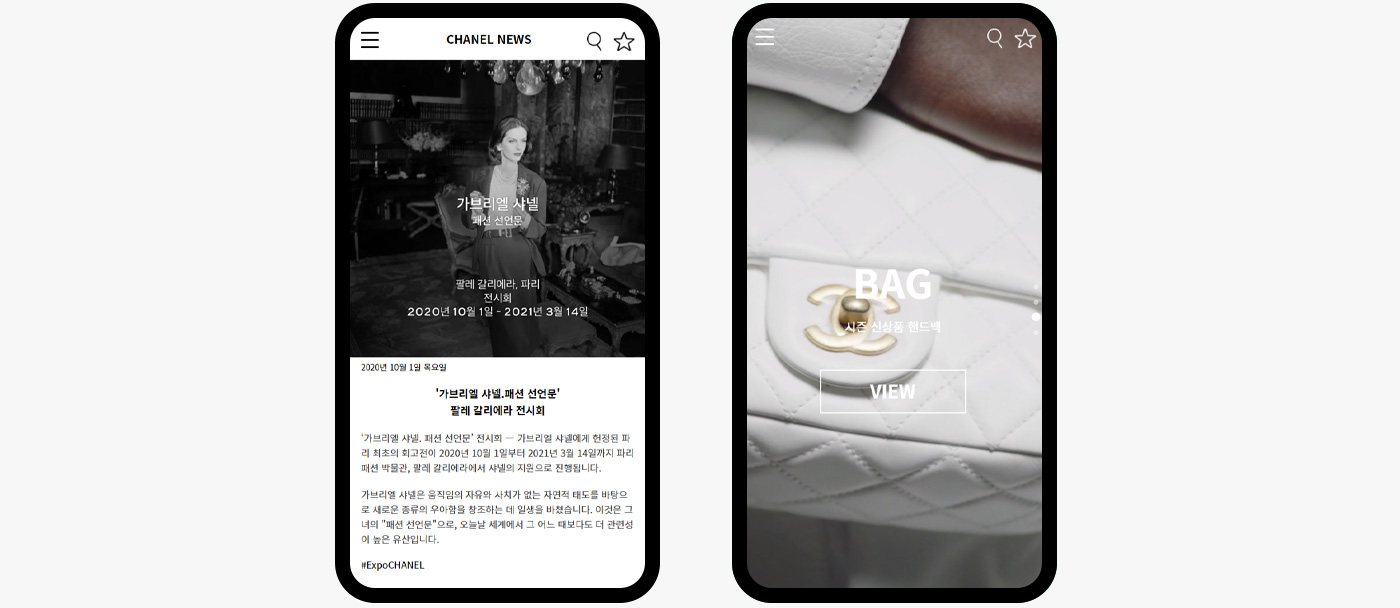 CHANEL NEWS
가브리엘 샤넬
패션 선언문
팔레 갈리에라, 파리
전시회
2020년 10월 1일 - 2021년 3월 14일
2020년 10월 1일 목요일
'가브리엘 샤넬.패션 선언문'
팔레 갈리에라 전시회
'가브리엘 샤넬. 패션 선언문' 전시회 — 가브리엘 샤넬에게 헌정된 파
리 최초의 회고전이 2020년 10월 1일부터 2021년 3월 14일까지 파리
패션 박물관, 팔레 갈리에라에서 샤넬의 지원으로 진행됩니다.
가브리엘 샤넬은 움직임의 자유와 사치가 없는 자연적 태도를 바탕으
로 새로운 종류의 우아함을 창조하는 데 일생을 바쳤습니다. 이것은 그
녀의 "패션 선언문"으로, 오늘날 세계에서 그 어느 때보다도 더 관련성
이 높은 유산입니다.
#ExpoCHANEL
BAG
시즌 신상품 핸드백
VIEW